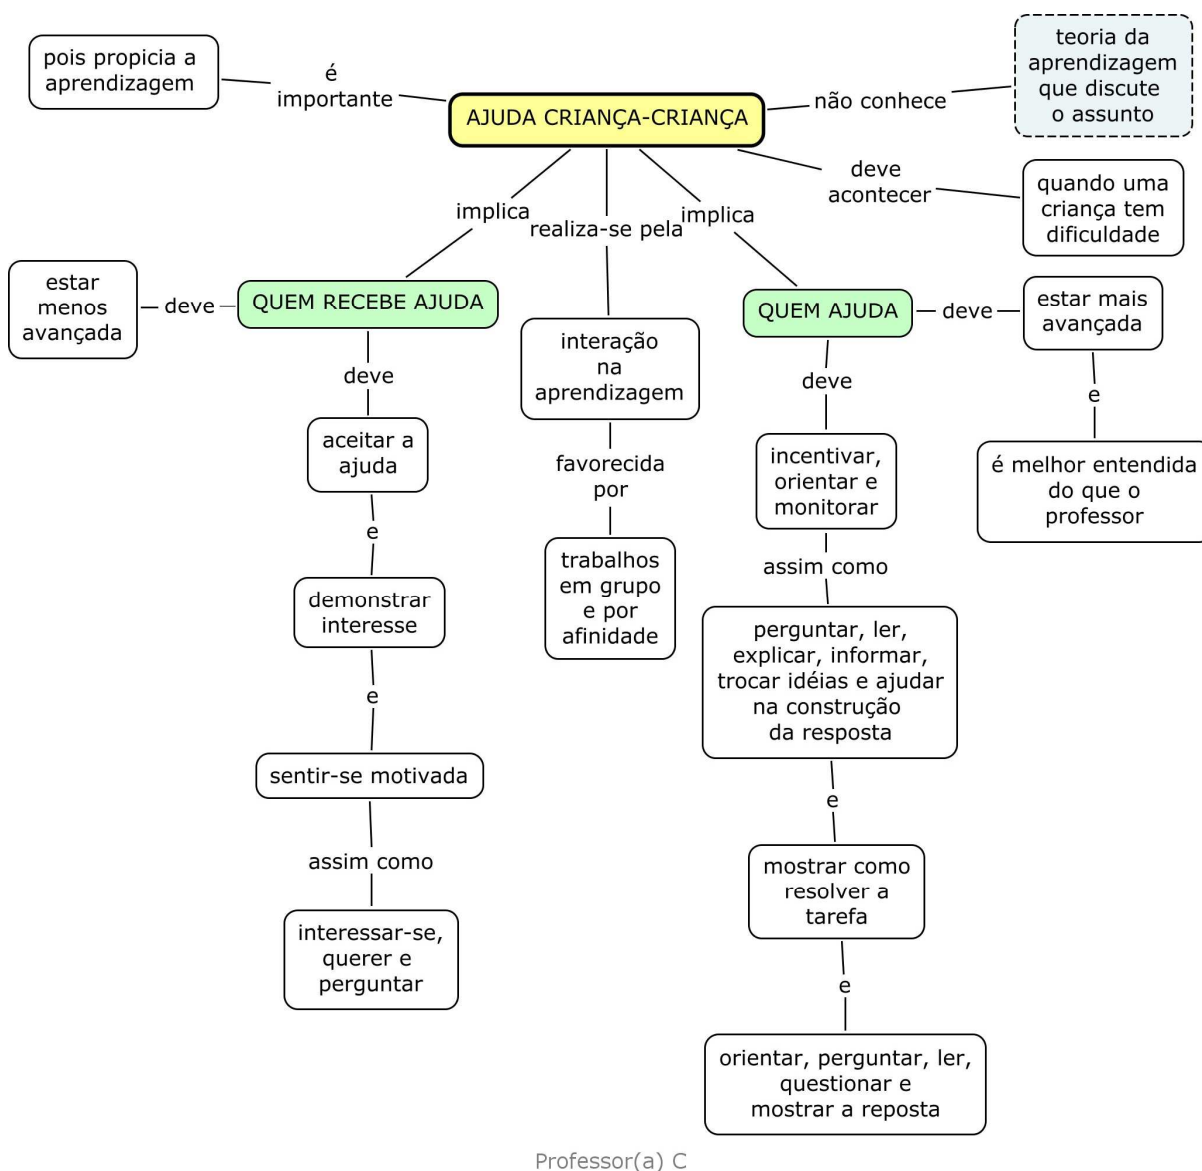 pois propicia a
aprendizagem
é
importante
AJUDA CRIANÇA-CRIANÇA
não conhece
teoria da
aprendizagem
que discute
o assunto
deve
acontecer
quando uma
criança tem
dificuldade
implica
realiza-se pela
implica
estar
menos
avançada
deve
QUEM RECEBE AJUDA
deve
aceitar a
ajuda
e
demonstrar
interesse
e
sentir-se motivada
assim como
interessar-se,
querer e
perguntar
interação
na
aprendizagem
favorecida
por
trabalhos
em grupo
e por
afinidade
QUEM AJUDA
deve
estar mais
avançada
e
é melhor entendida
do que o
professor
deve
incentivar,
orientar e
monitorar
assim como
perguntar, ler,
explicar, informar,
trocar idéias e ajudar
na construção
da resposta
e
mostrar como
resolver a
tarefa
e
orientar, perguntar, ler,
questionar e
mostrar a reposta
Professor(a) C